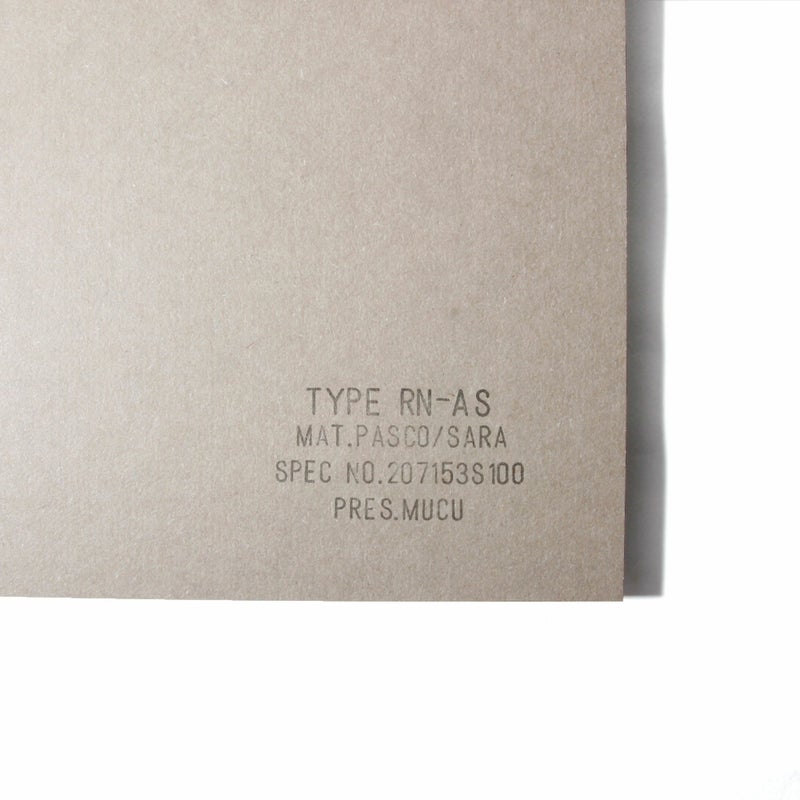 TYPE RN-AS
MAT.PASCO/SARA
SPEC NO.207153S100
PRES.MUCU